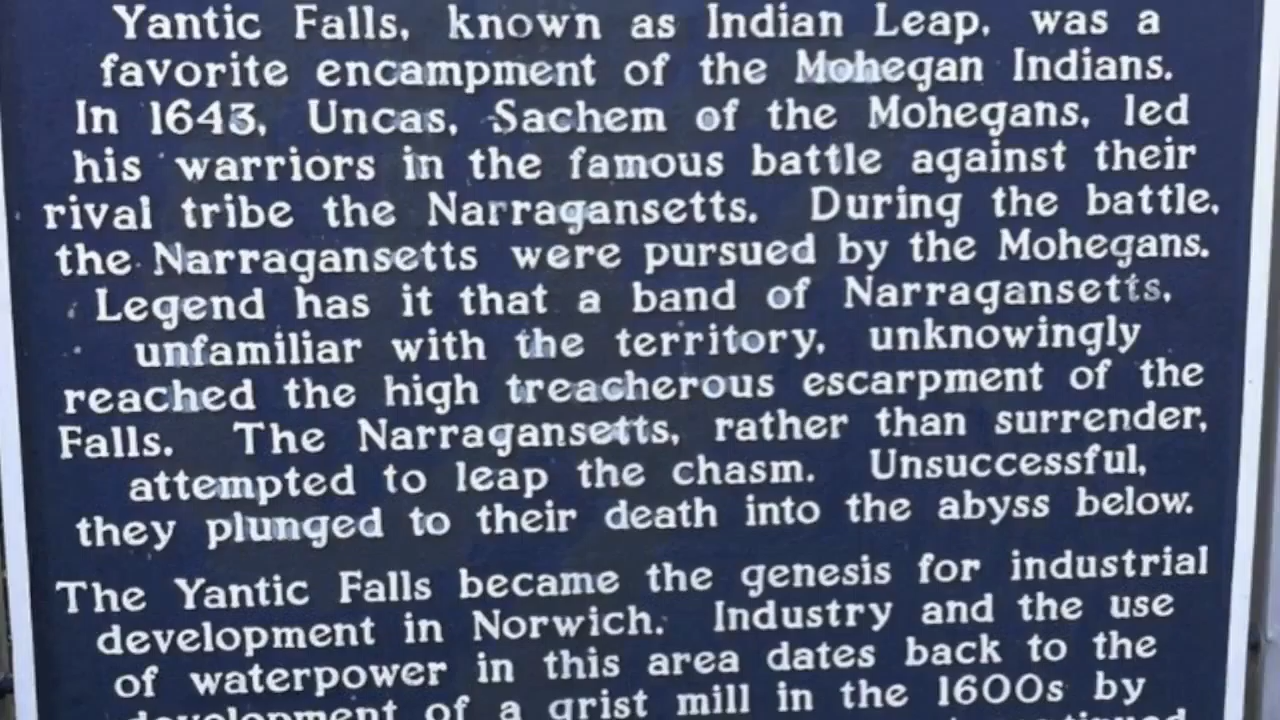 Yantic Falls, known as Indian Leap, was a
favorite encampment of the Mohegan Indians.
In 1643, Uncas, Sachem of the Mohegans, led
his warriors in the famous battle against their
rival tribe the Narragansetts. During the battle,
the Narragansetts were pursued by the Mohegans.
Legend has it that a band of Narragansetts,
unfamiliar with the territory, unknowingly
reached the high treacherous escarpment of the
Falls. The Narragansetts, rather than surrender,
attempted to leap the chasm. Unsuccessful,
they plunged to their death into the abyss below.
The Yantic Falls became the genesis for industrial
development in Norwich. Industry and the use
of waterpower in this area dates back to the
development of a grist mill in the 1600s by